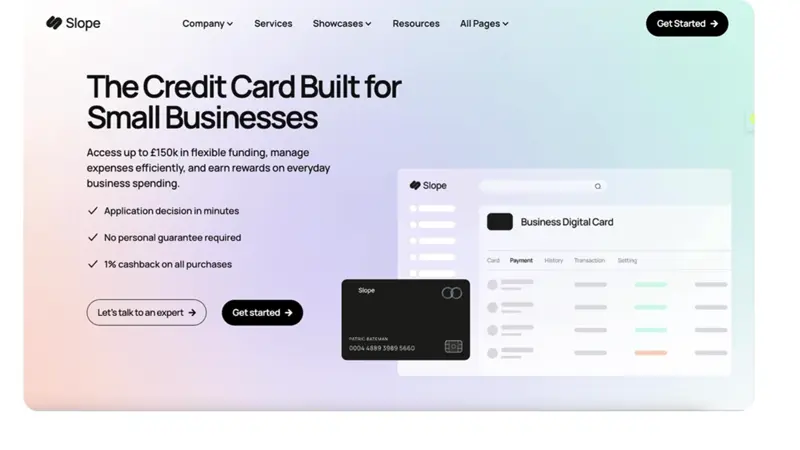 Slope
Company
Services
Showcases
Resources
All Pages
Get Started →
The Credit Card Built for
Small Businesses
Access up to £150k in flexible funding, manage
expenses efficiently, and earn rewards on everyday
business spending.
Application decision in minutes
No personal guarantee required
1% cashback on all purchases
Let's talk to an expert →
Get started →
Slope
Business Digital Card
Card
Payment
History
Transaction
Setting
Slope
PATRIC BATEMAN
0004 4889 3989 5660